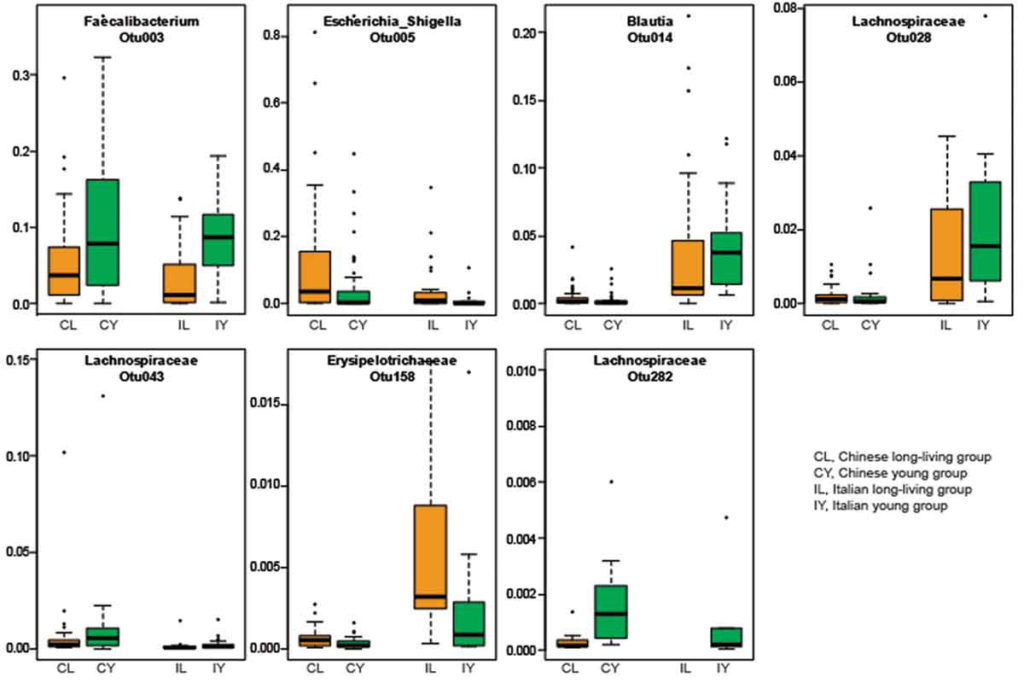 Faecalibacterium
Otu003
0.3
0.2
0.1
0.0
CL CY IL IY
Escherichia_Shigella
Otu005
0.8
0.6
0.4
0.2
0.0
CL CY IL IY
Blautia
Otu014
0.20
0.15
0.10
0.05
0.00
CL CY IL IY
Lachnospiraceae
Otu028
0.08
0.06
0.04
0.02
0.00
CL CY IL IY
Lachnospiraceae
Otu043
0.15
0.10
0.05
0.00
CL CY IL IY
Erysipelotrichaceae
Otu158
0.015
0.010
0.005
0.000
CL CY IL IY
Lachnospiraceae
Otu282
0.010
0.008
0.006
0.004
0.002
0.000
CL CY IL IY
CL, Chinese long-living group
CY, Chinese young group
IL, Italian long-living group
IY, Italian young group